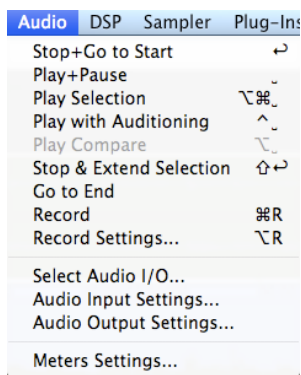 Audio DSP Sampler Plug-Ins
Stop+Go to Start ↩
Play+Pause ⎵
Play Selection ⌥⌘⎵
Play with Auditioning ^⎵
Play Compare ⌥⎵
Stop & Extend Selection ⇧↩
Go to End
Record ⌘R
Record Settings... ⌥R
Select Audio I/O...
Audio Input Settings...
Audio Output Settings...
Meters Settings...